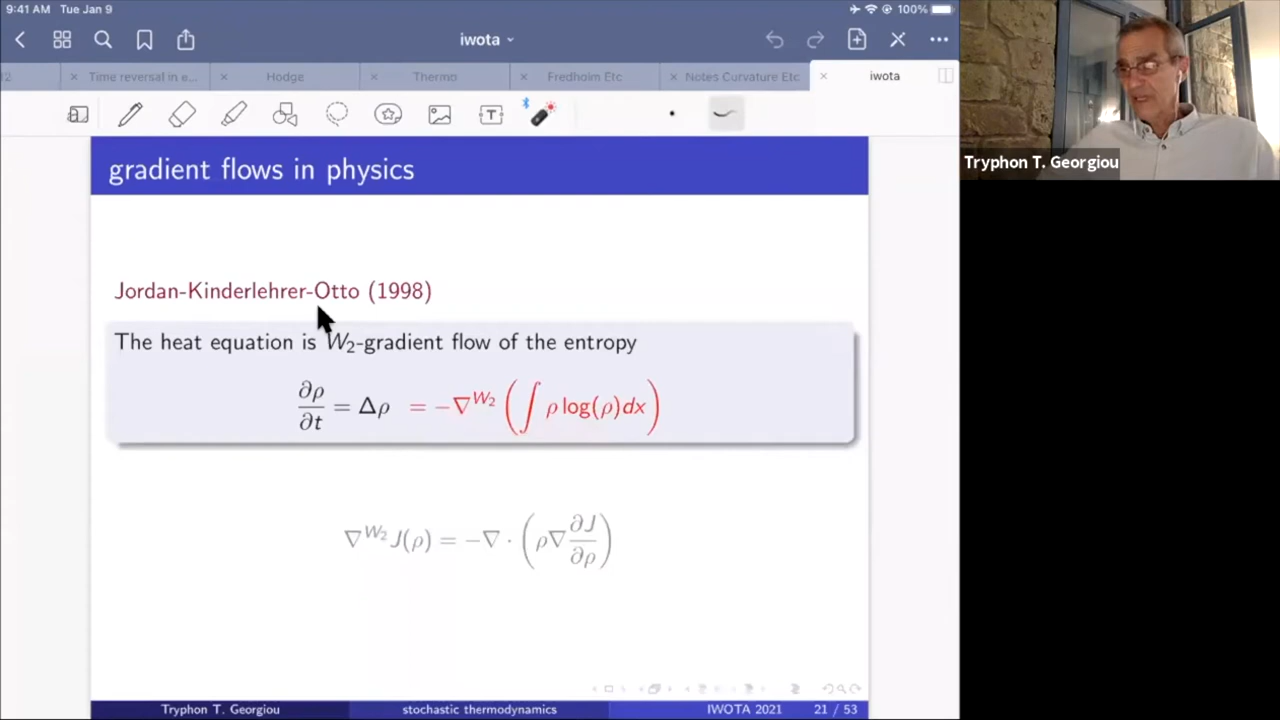 9:41 AM Tue Jan 9
100%
iwota
Time reversal in a...
Hodge
Thermo
Fredholm Etc
Notes Curvature Etc
iwota
T
gradient flows in physics
Jordan-Kinderlehrer-Otto (1998)
The heat equation is W₂-gradient flow of the entropy
∂ρ/∂t = Δρ = −∇^{W₂} ( ∫ ρ log(ρ)dx )
∇^{W₂} J(ρ) = −∇ · ( ρ∇ ∂J/∂ρ )
Tryphon T. Georgiou
stochastic thermodynamics
IWOTA 2021
21 / 53
Tryphon T. Georgiou